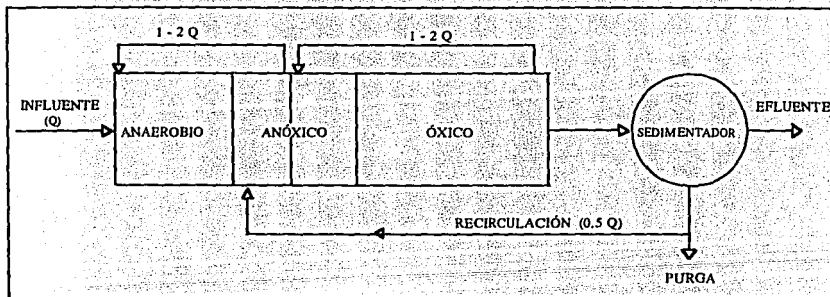 1 - 2 Q
1 - 2 Q
INFLUENTE
(Q)
ANAEROBIO
ANÓXICO
ÓXICO
SEDIMENTADOR
EFLUENTE
RECIRCULACIÓN (0,5 Q)
PURGA